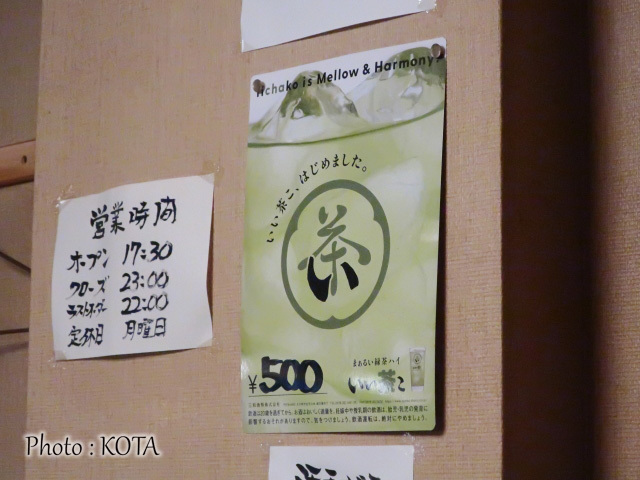 営業時間
オープン 17:30
クローズ 23:00
ラストオーダー 22:00
定休日 月曜日
iichako is Mellow & Harmony.
いい茶こ、はじめました。
茶い
まぁるい緑茶ハイ
¥500 いい茶こ
Photo : KOTA